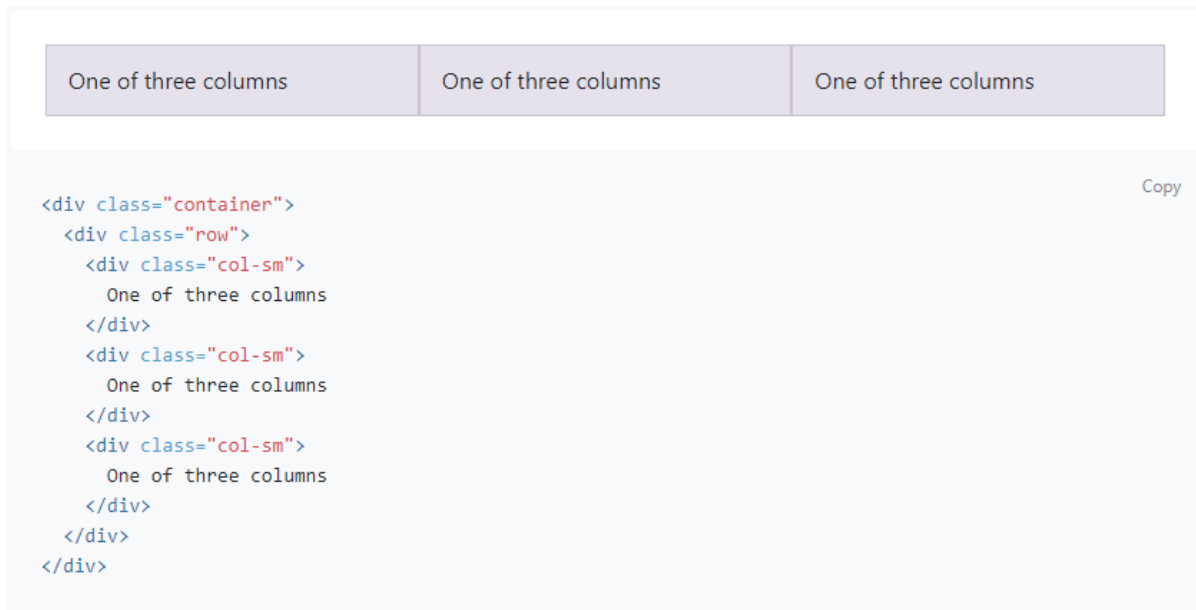 One of three columns One of three columns One of three columns
Copy
<div class="container">
  <div class="row">
    <div class="col-sm">
      One of three columns
    </div>
    <div class="col-sm">
      One of three columns
    </div>
    <div class="col-sm">
      One of three columns
    </div>
  </div>
</div>